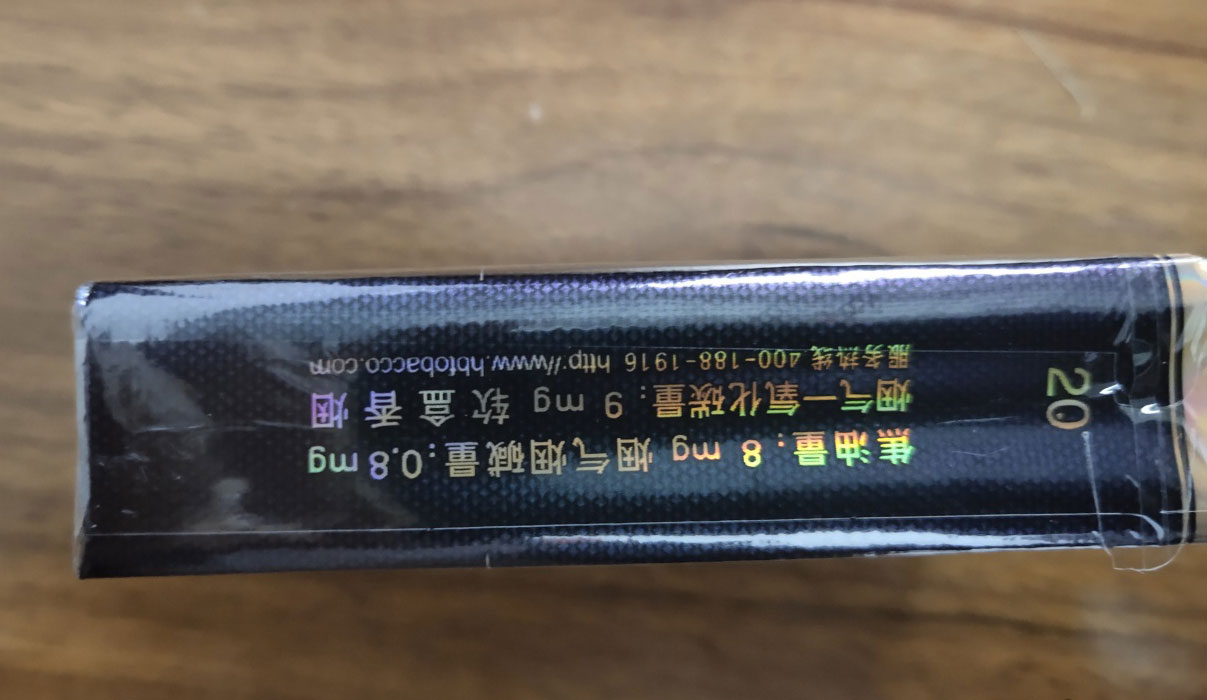 焦油量：8 mg 烟气烟碱量：0.8 mg
烟气一氧化碳量：9 mg 软盒香烟
服务热线 400-188-1916 http://www.hbtobacco.com
20